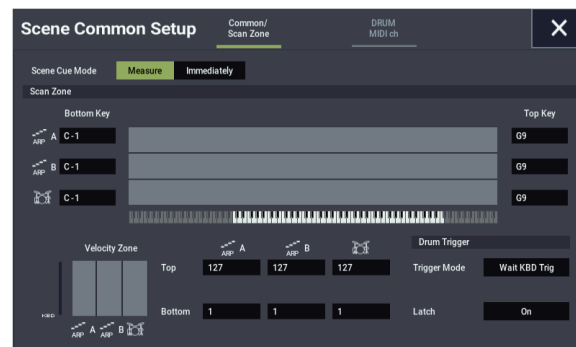 Scene Common Setup
Common/
Scan Zone
DRUM
MIDI ch
Scene Cue Mode
Measure
Immediately
Scan Zone
Bottom Key
Top Key
ARP A C-1
G9
ARP B C-1
G9
C-1
G9
Velocity Zone
ARP A
ARP B
Drum Trigger
Top 127 127 127
Trigger Mode Wait KBD Trig
KBD
Bottom 1 1 1
Latch On
ARP A ARP B